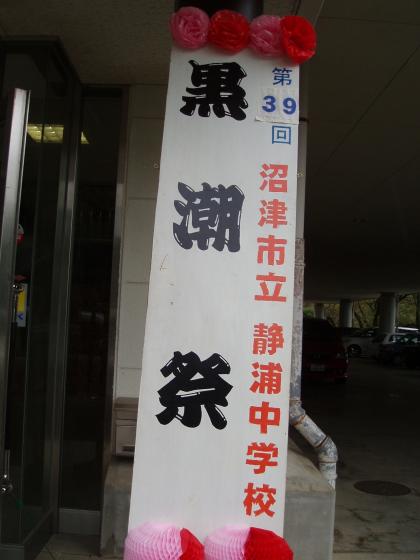 第39回
沼津市立 静浦中学校
黒潮祭